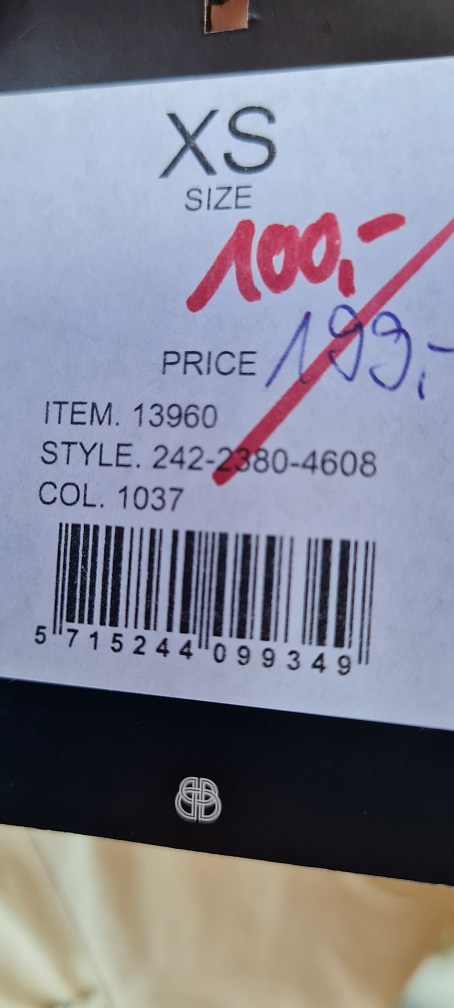 XS
SIZE
100,-
PRICE 199,-
ITEM. 13960
STYLE. 242-2380-4608
COL. 1037
5 715244 099349